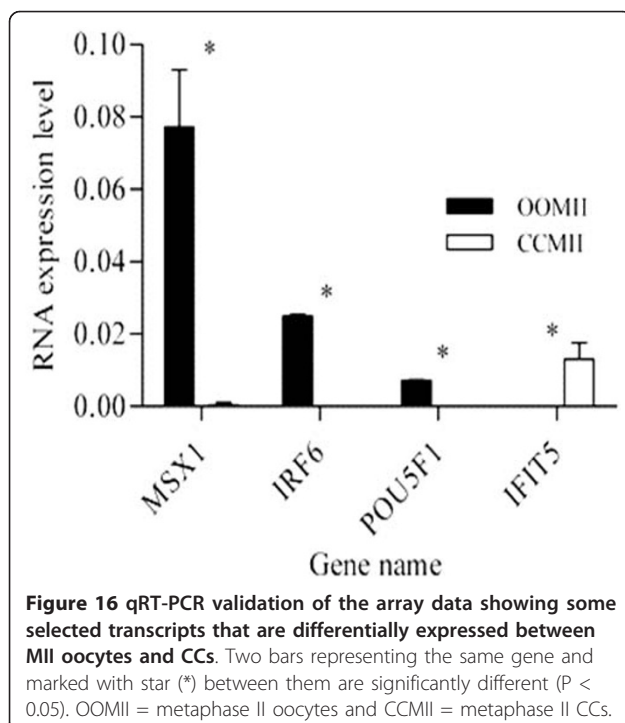 0.10
0.08
0.06
0.04
0.02
0.00
RNA expression level
*
*
*
*
OOMII
CCMII
MSX1
IRF6
POU5F1
IFIT5
Gene name
Figure 16 qRT-PCR validation of the array data showing some
selected transcripts that are differentially expressed between
MII oocytes and CCs. Two bars representing the same gene and
marked with star (*) between them are significantly different (P <
0.05). OOMII = metaphase II oocytes and CCMII = metaphase II CCs.